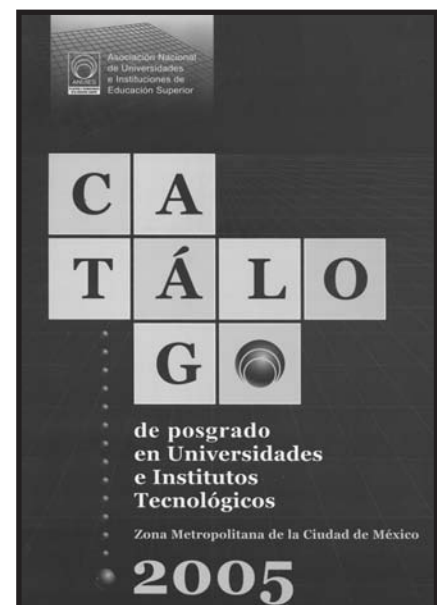 ANUIES
Asociación Nacional
de Universidades
e Instituciones de
Educación Superior
C A
T Á L O
G
de posgrado
en Universidades
e Institutos
Tecnológicos
Zona Metropolitana de la Ciudad de México
2005